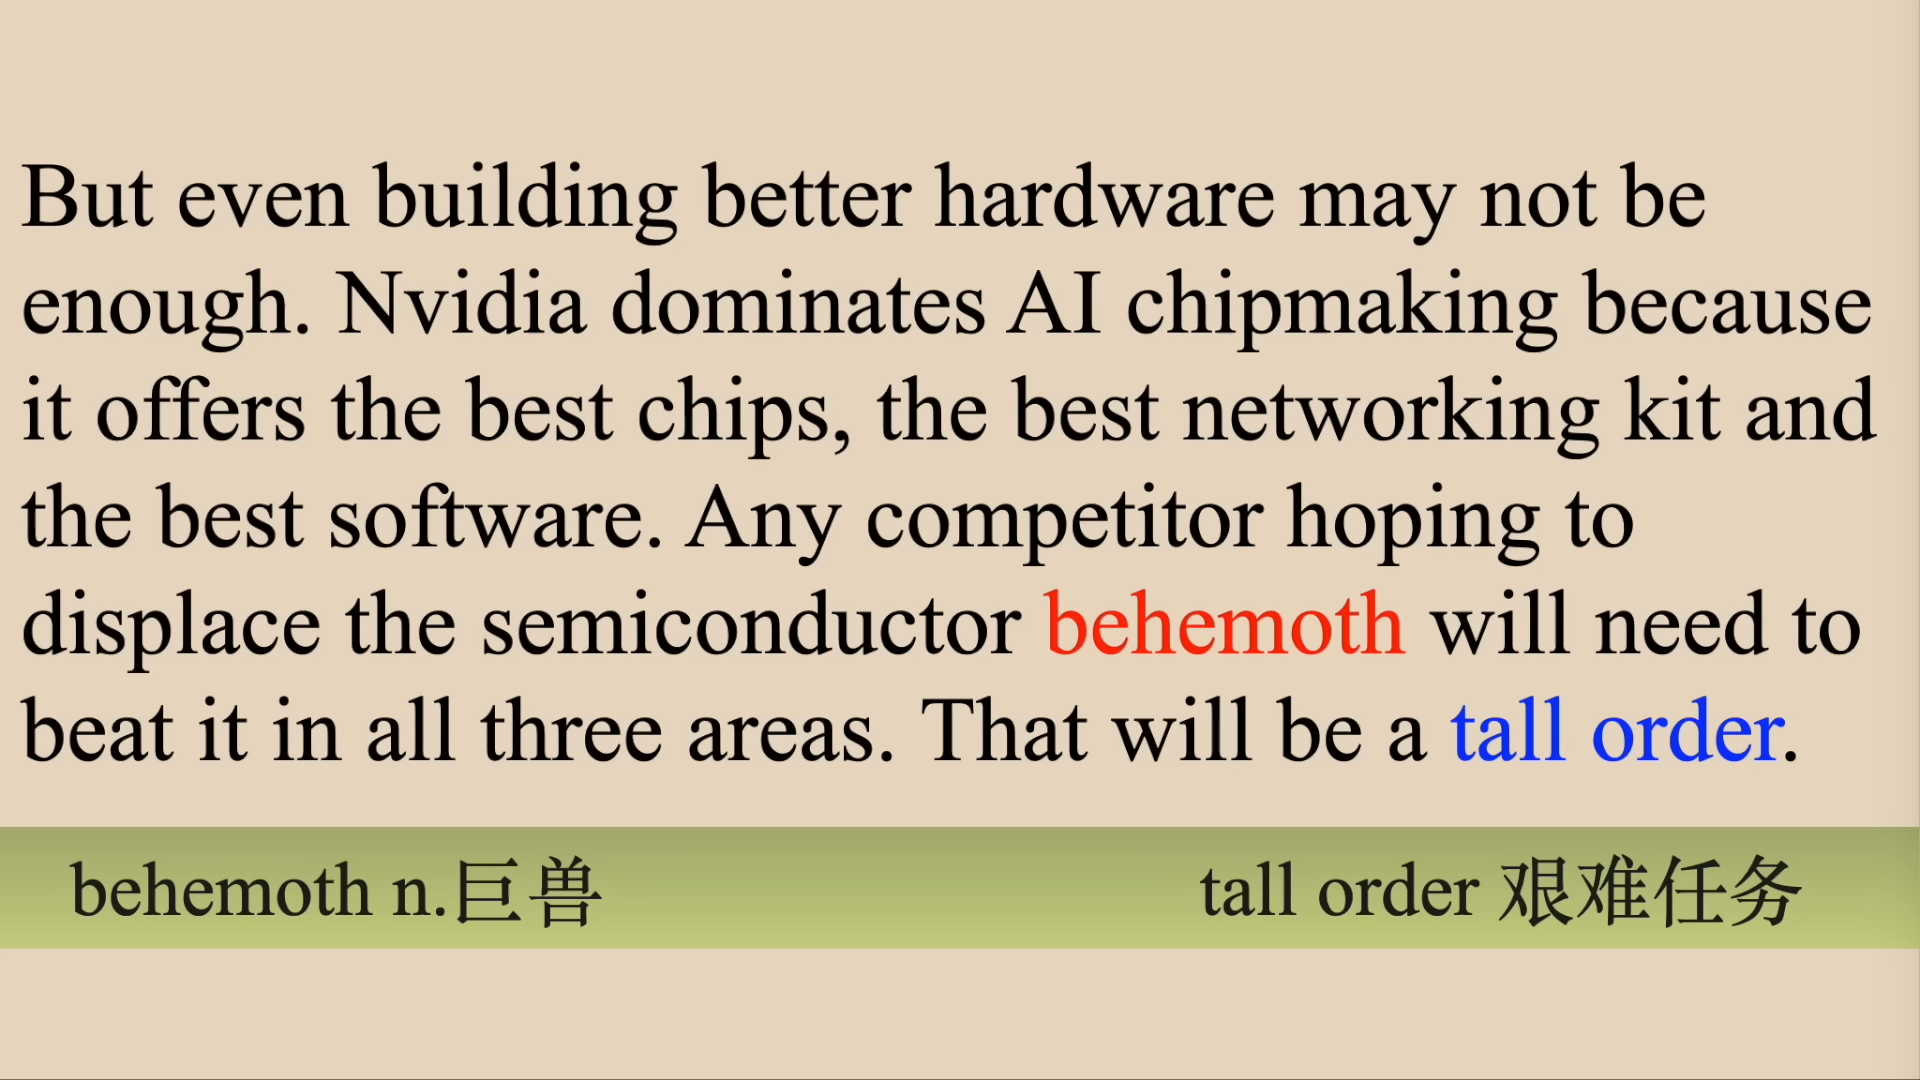 But even building better hardware may not be
enough. Nvidia dominates AI chipmaking because
it offers the best chips, the best networking kit and
the best software. Any competitor hoping to
displace the semiconductor behemoth will need to
beat it in all three areas. That will be a tall order.
behemoth n.巨兽
tall order 艰难任务